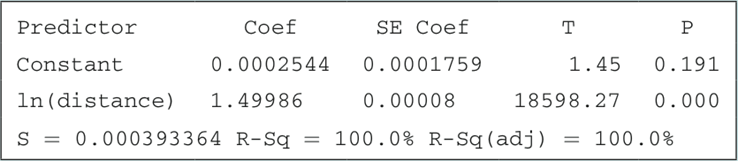 Predictor Coef SE Coef T P
Constant 0.0002544 0.0001759 1.45 0.191
ln(distance) 1.49986 0.00008 18598.27 0.000
S = 0.000393364 R-Sq = 100.0% R-Sq(adj) = 100.0%